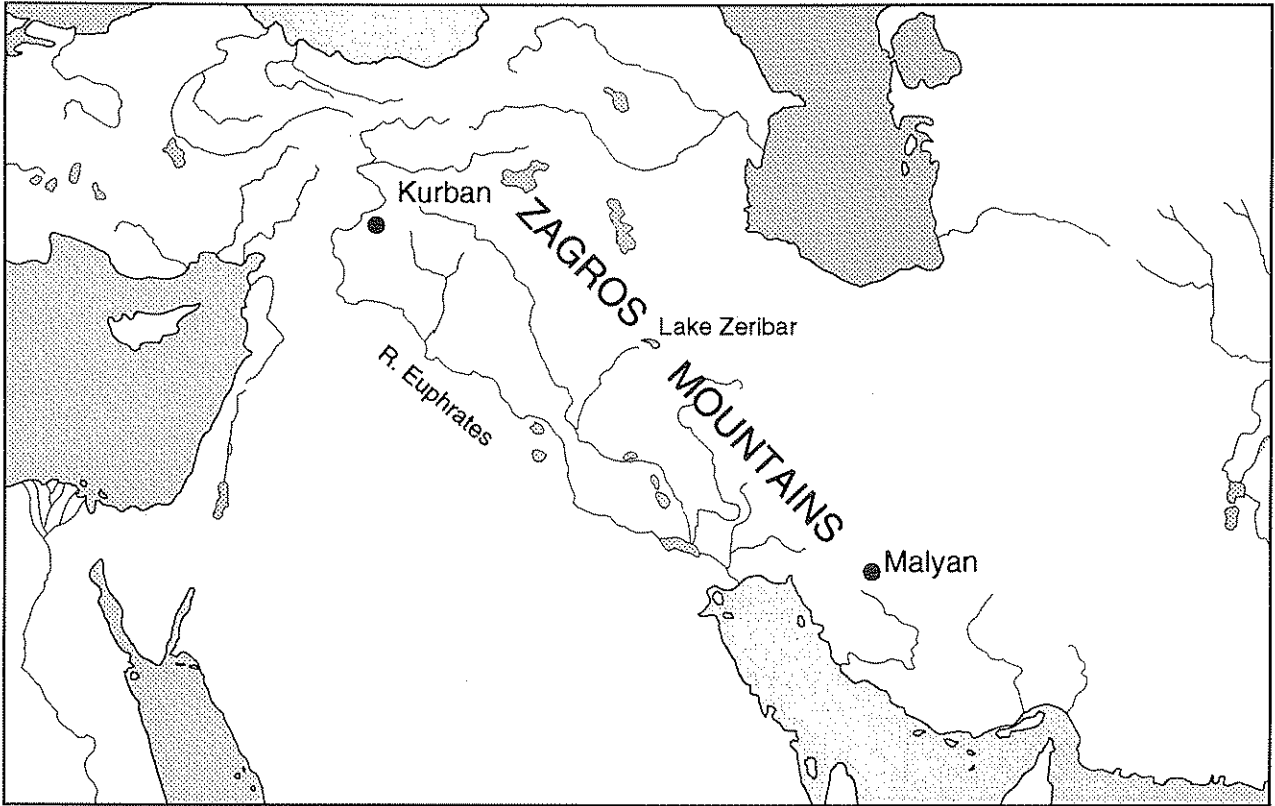 Kurban
ZAGROS
Lake Zeribar
R. Euphrates
MOUNTAINS
Malyan